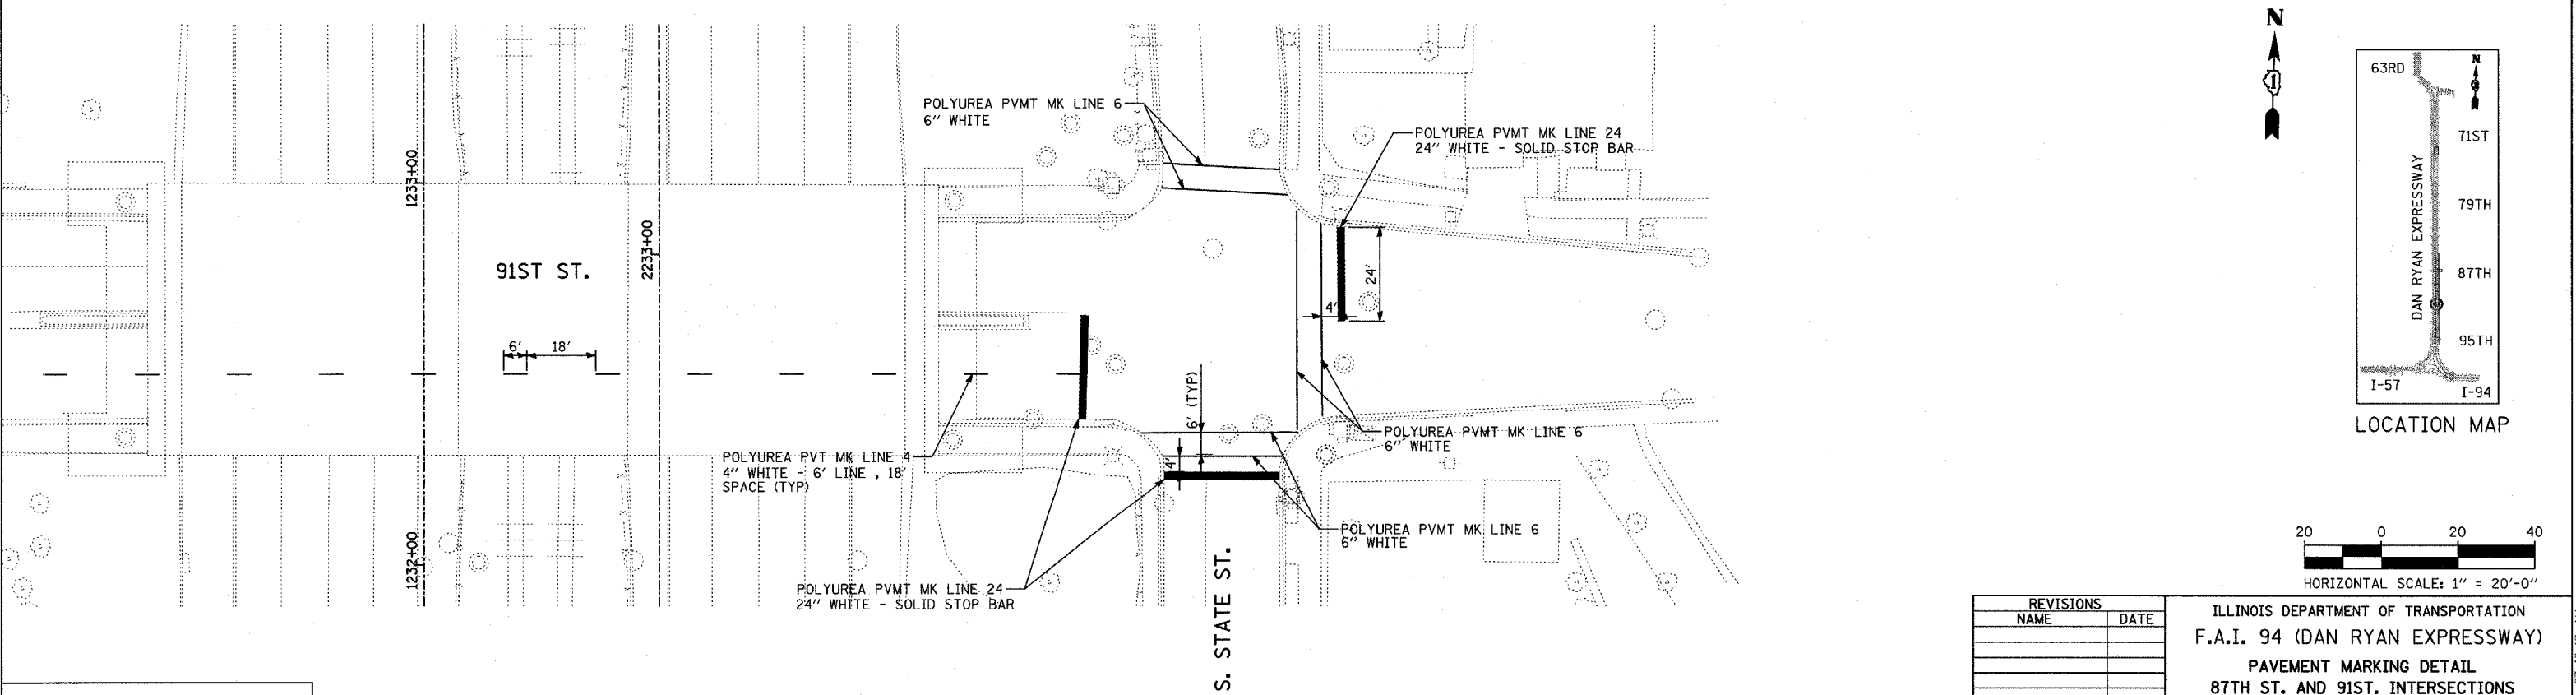 POLYUREA PVMT MK LINE 6
6" WHITE
POLYUREA PVMT MK LINE 24
24" WHITE - SOLID STOP BAR
1233+00
2233+00
91ST ST.
24'
4'
6'
18'
6' (TYP)
4'
POLYUREA PVMT MK LINE 6
6" WHITE
POLYUREA PVT MK LINE 4
4" WHITE - 6' LINE , 18'
SPACE (TYP)
POLYUREA PVMT MK LINE 6
6" WHITE
1232+00
POLYUREA PVMT MK LINE 24
24" WHITE - SOLID STOP BAR
S. STATE ST.
N
1
63RD
N
71ST
79TH
DAN RYAN EXPRESSWAY
87TH
95TH
I-57
I-94
LOCATION MAP
20 0 20 40
HORIZONTAL SCALE: 1" = 20'-0"
REVISIONS
NAME DATE
ILLINOIS DEPARTMENT OF TRANSPORTATION
F.A.I. 94 (DAN RYAN EXPRESSWAY)
PAVEMENT MARKING DETAIL
87TH ST. AND 91ST. INTERSECTIONS